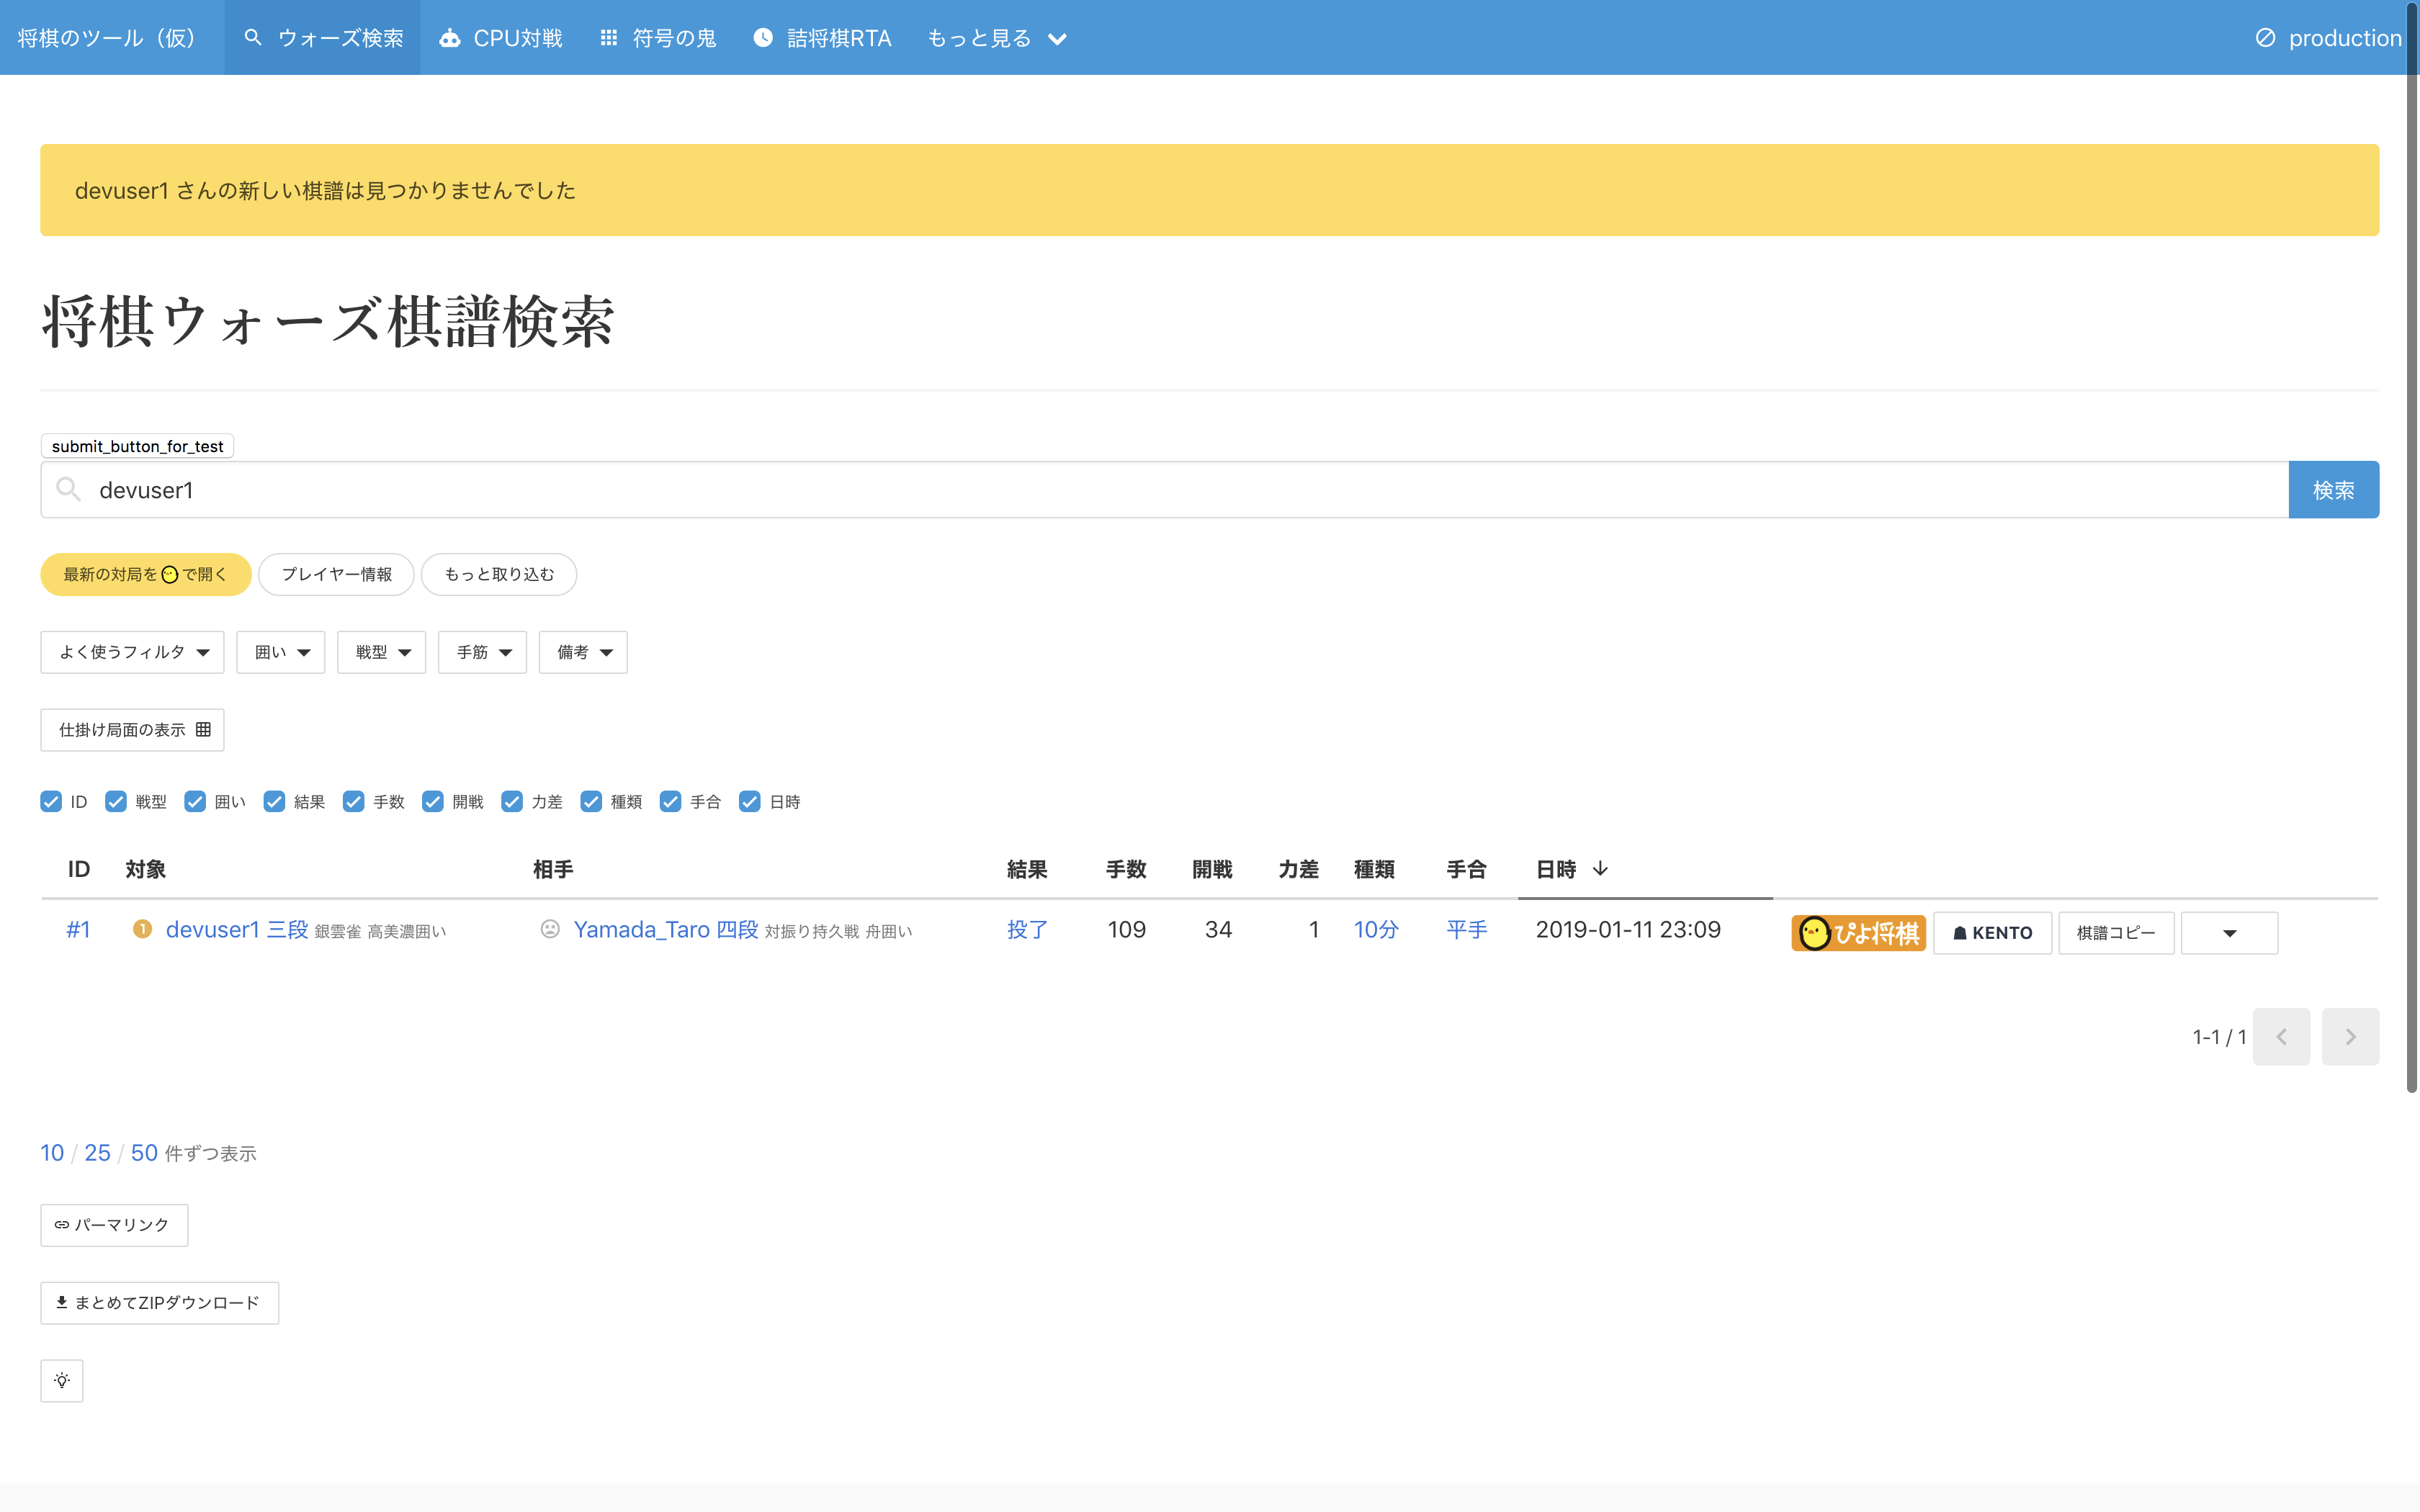 将棋のツール（仮） ウォーズ検索 CPU対戦 符号の鬼 詰将棋RTA もっと見る production
devuser1 さんの新しい棋譜は見つかりませんでした
将棋ウォーズ棋譜検索
submit_button_for_test
devuser1 検索
最新の対局をで開く プレイヤー情報 もっと取り込む
よく使うフィルタ 囲い 戦型 手筋 備考
仕掛け局面の表示
ID 戦型 囲い 結果 手数 開戦 力差 種類 手合 日時
ID 対象 相手 結果 手数 開戦 力差 種類 手合 日時
#1 1 devuser1 三段 銀雲雀 高美濃囲い Yamada_Taro 四段 対振り持久戦 舟囲い 投了 109 34 1 10分 平手 2019-01-11 23:09 ぴよ将棋 KENTO 棋譜コピー
1-1 / 1
10 / 25 / 50 件ずつ表示
パーマリンク
まとめてZIPダウンロード